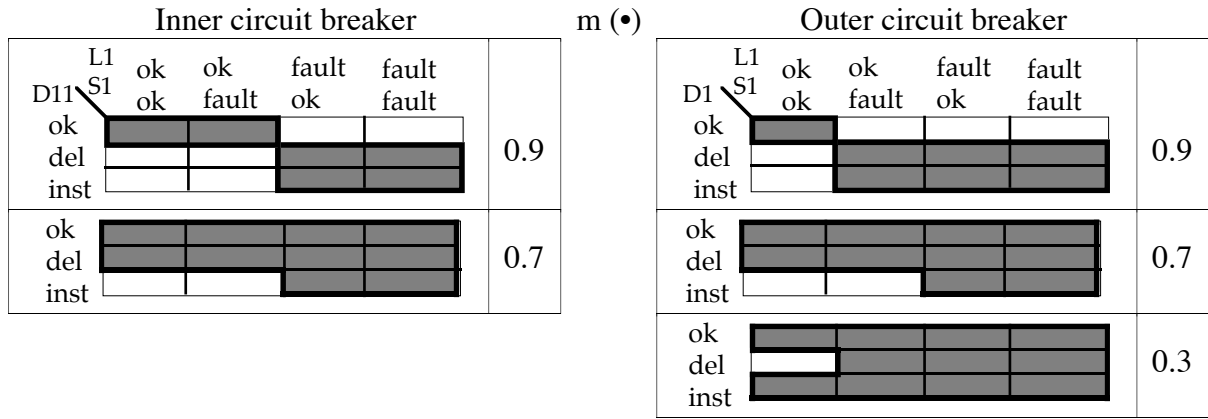 Inner circuit breaker m (•) Outer circuit breaker
L1 ok ok fault fault
D11 S1 ok fault ok fault
ok
del
inst
0.9
ok
del
inst
0.7
L1 ok ok fault fault
D1 S1 ok fault ok fault
ok
del
inst
0.9
ok
del
inst
0.7
ok
del
inst
0.3